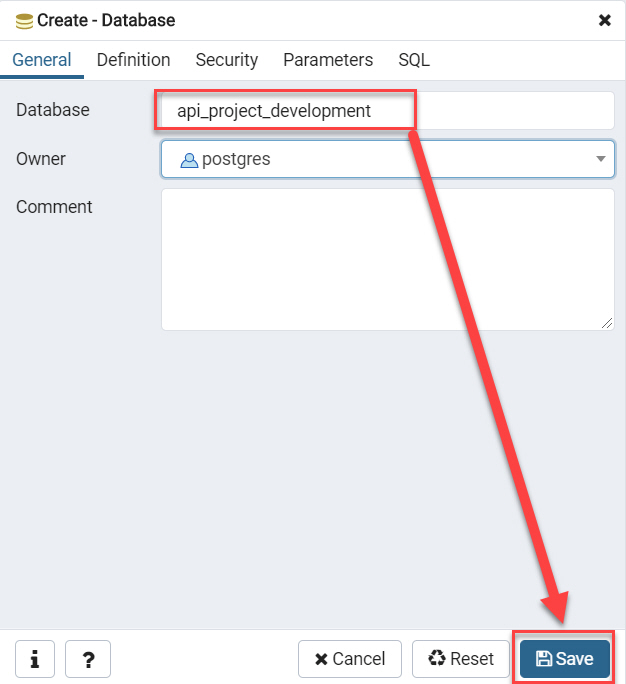 Create - Database
General Definition Security Parameters SQL
Database api_project_development
Owner postgres
Comment
Cancel Reset Save